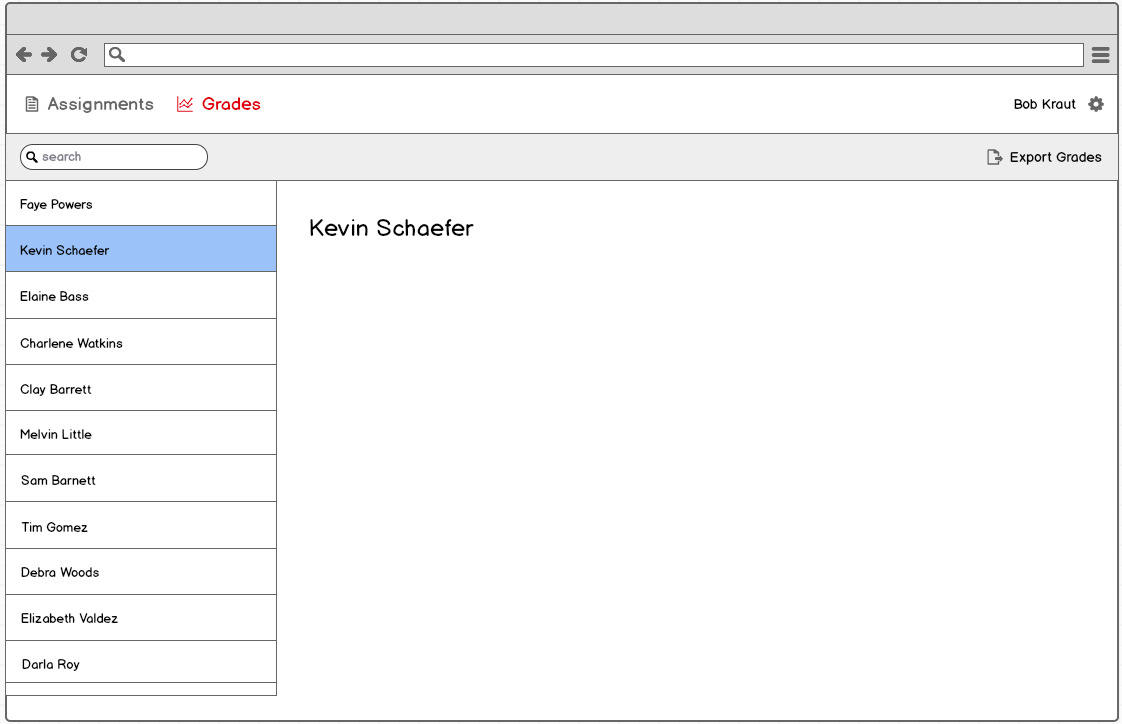 Assignments Grades Bob Kraut
search Export Grades
Faye Powers
Kevin Schaefer
Kevin Schaefer
Elaine Bass
Charlene Watkins
Clay Barrett
Melvin Little
Sam Barnett
Tim Gomez
Debra Woods
Elizabeth Valdez
Darla Roy